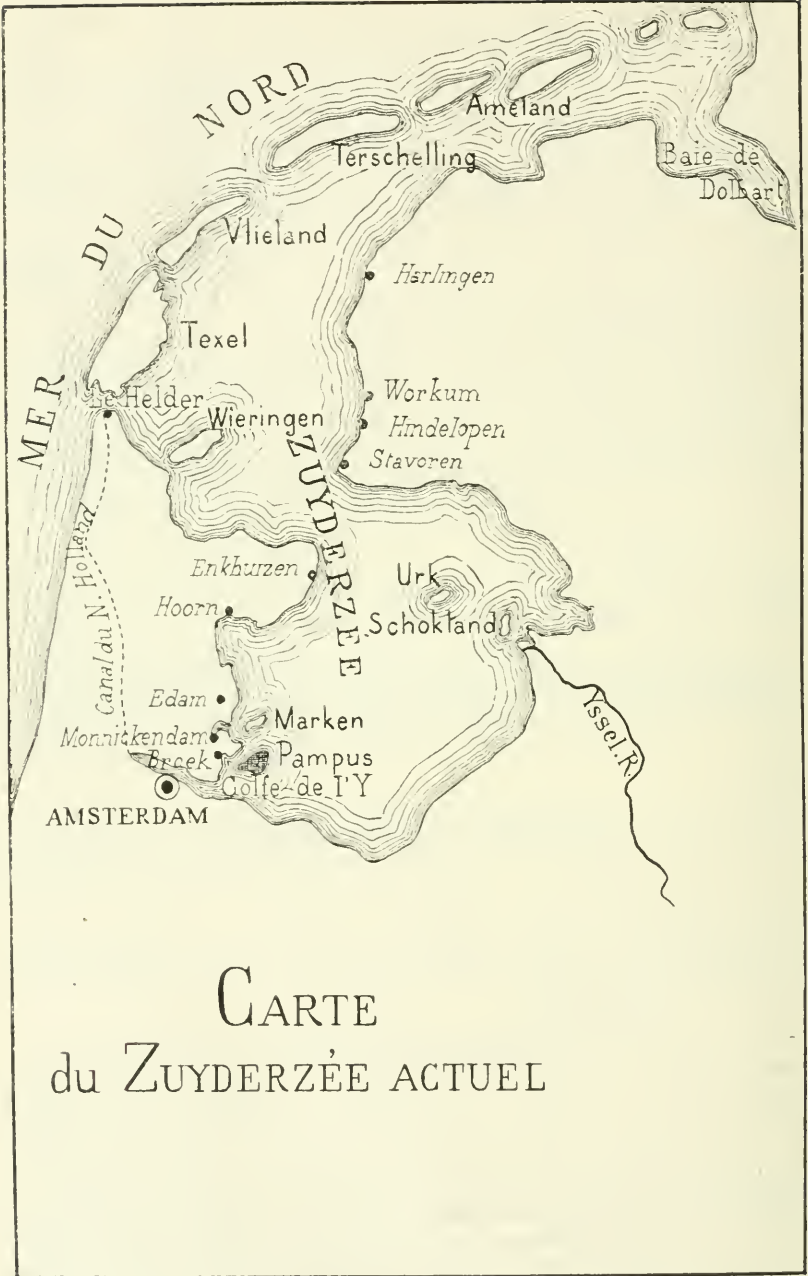 MER DU NORD
Ameland
Terschelling
Baie de
Dollart
Vlieland
Harlingen
Texel
Le Helder
Wieringen
Workum
Hindelopen
Stavoren
ZUYDERZEE
Canal du N. Holland
Enkhuizen
Urk
Hoorn
Schokland
Edam
Marken
Monnickendam
Broek
Pampus
Golfe de l'Y
AMSTERDAM
Yssel.R.
CARTE
du ZUYDERZÉE ACTUEL